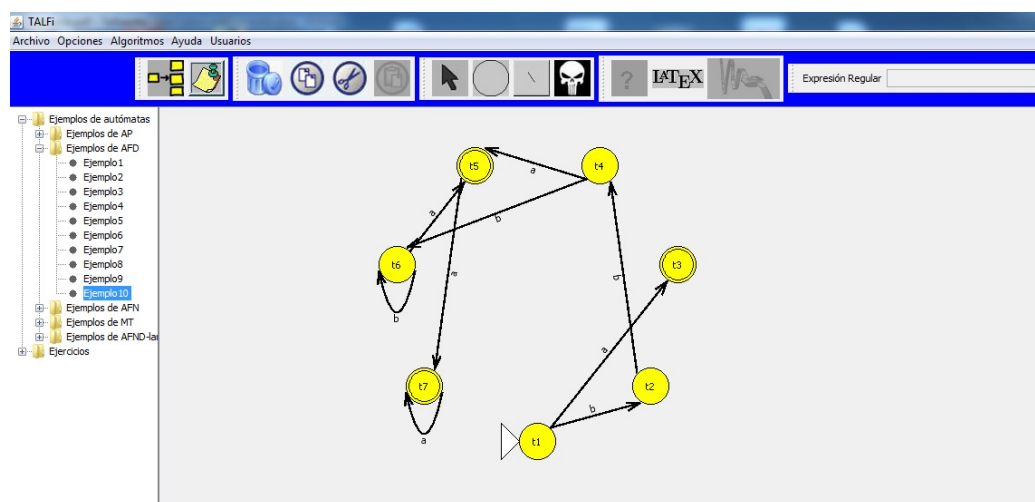 TALFi
Archivo Opciones Algoritmos Ayuda Usuarios
? LATEX Expresión Regular
Ejemplos de autómatas
Ejemplos de AP
Ejemplos de AFD
Ejemplo1
Ejemplo2
Ejemplo3
Ejemplo4
Ejemplo5
Ejemplo6
Ejemplo7
Ejemplo8
Ejemplo9
Ejemplo10
Ejemplos de AFN
Ejemplos de MT
Ejemplos de AFND-la
Ejercicios
t5 t4
a
b
a
t6 t3
a
b
b
a
t7 t2
b
a
t1